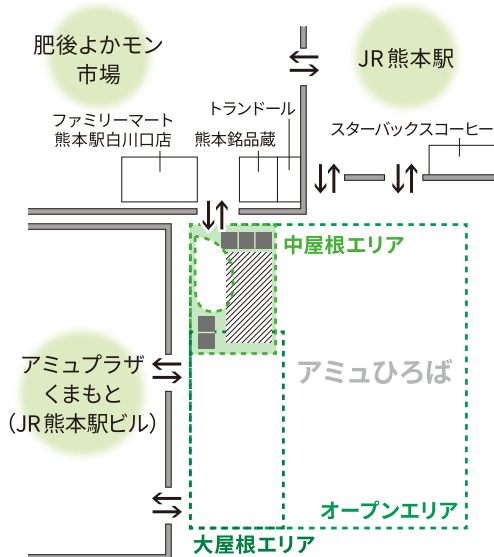 肥後よかモン
市場
JR熊本駅
ファミリーマート
熊本駅白川口店
トランドール
熊本銘品蔵
スターバックスコーヒー
中屋根エリア
アミュプラザ
くまもと
(JR熊本駅ビル)
アミュひろば
オープンエリア
大屋根エリア